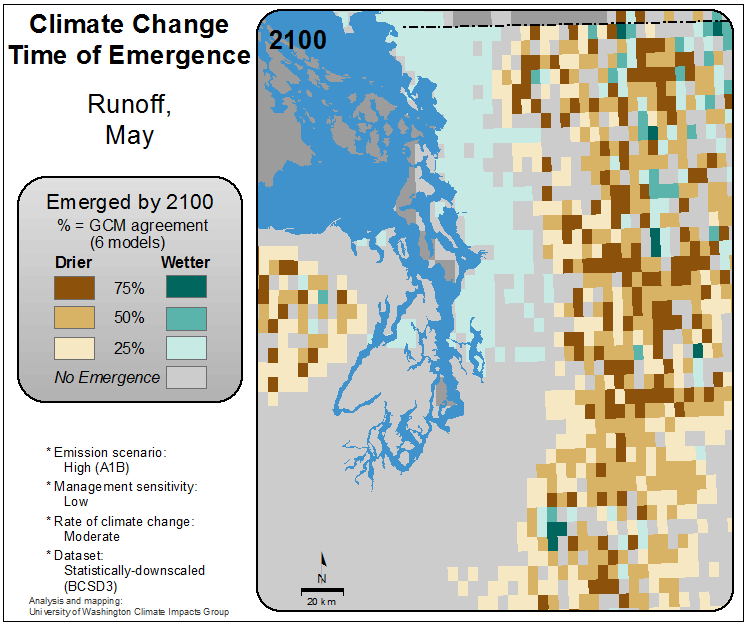 Climate Change
Time of Emergence
Runoff,
May
Emerged by 2100
% = GCM agreement
(6 models)
Drier Wetter
75%
50%
25%
No Emergence
* Emission scenario:
High (A1B)
* Management sensitivity:
Low
* Rate of climate change:
Moderate
* Dataset:
Statistically-downscaled
(BCSD3)
Analysis and mapping:
University of Washington Climate Impacts Group
2100
N
20 km